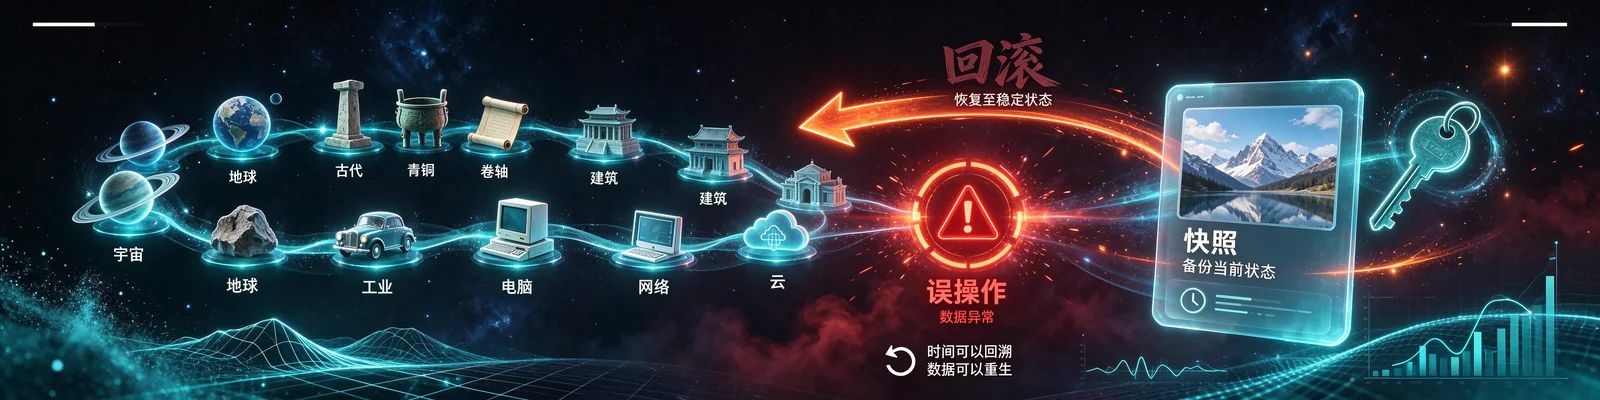 地球
古代
青铜
卷轴
建筑
建筑
宇宙
地球
工业
电脑
网络
云
回滚
恢复至稳定状态
误操作
数据异常
时间可以回溯
数据可以重生
快照
备份当前状态